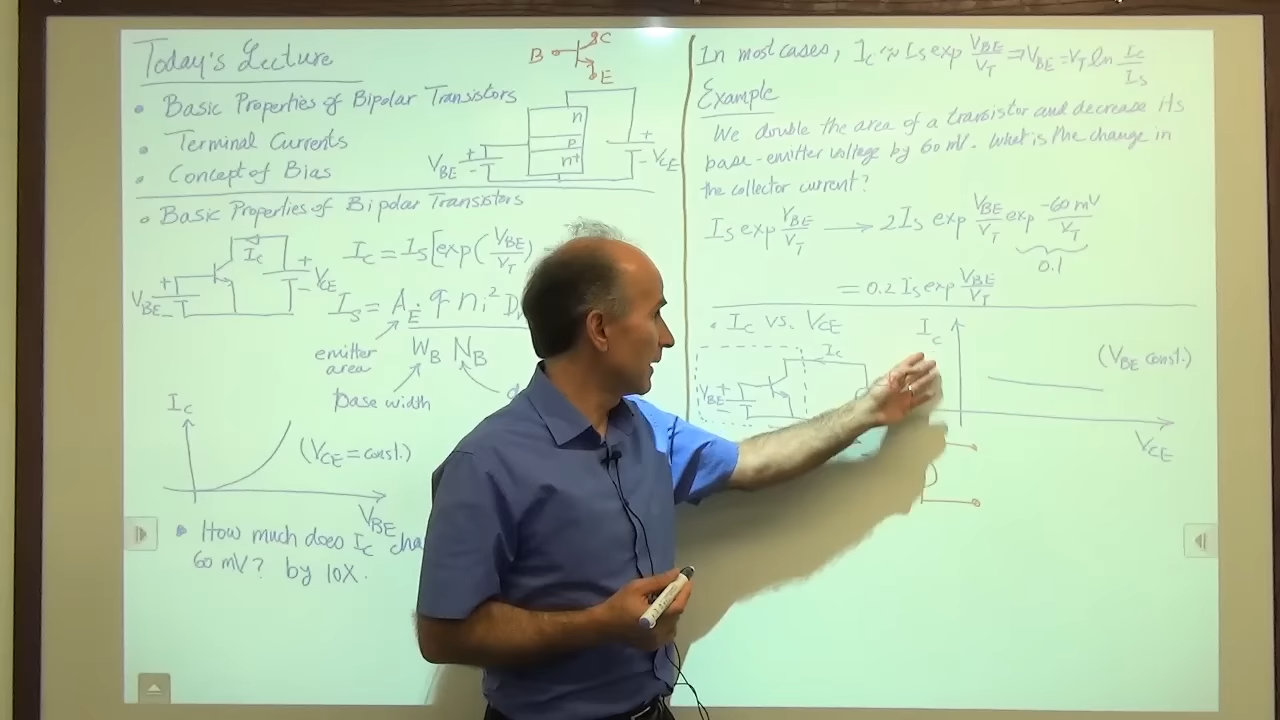 Today's Lecture
• Basic Properties of Bipolar Transistors
• Terminal Currents
• Concept of Bias
B
C
E
n
p
n+
VBE
+
-
+
- VCE
• Basic Properties of Bipolar Transistors
IC
VBE
+
-
+
-
VCE
IC = IS[exp(VBE/VT)
IS = AE q ni²
WB NB
emitter area
base width
IC
(VCE = const.)
VBE
• How much does IC
60 mV? by 10X.
In most cases, IC ≈ IS exp VBE/VT ⇒ VBE = VT ln IC/IS
Example
We double the area of a transistor and decrease its
base-emitter voltage by 60 mV. What is the change in
the collector current?
IS exp VBE/VT → 2IS exp VBE/VT exp -60 mV/VT
0.1
= 0.2 IS exp VBE/VT
• IC vs. VCE
IC
VBE
+
-
IC
(VBE const.)
VCE